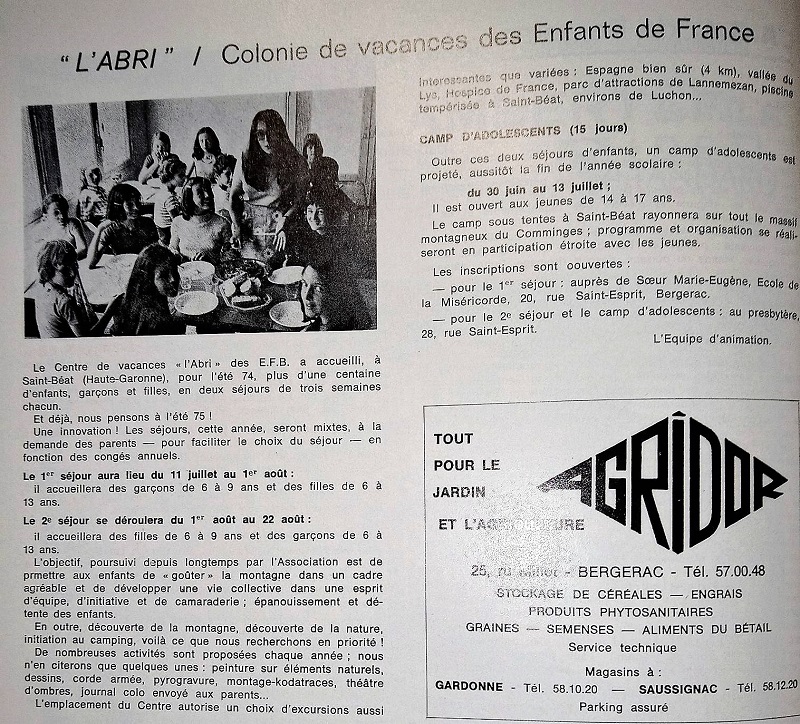 “ L'ABRI ” / Colonie de vacances des Enfants de France
Le Centre de vacances « l'Abri » des E.F.B. a accueilli, à
Saint-Béat (Haute-Garonne), pour l'été 74, plus d'une centaine
d'enfants, garçons et filles, en deux séjours de trois semaines
chacun.
Et déjà, nous pensons à l'été 75 !
Une innovation ! Les séjours, cette année, seront mixtes, à la
demande des parents — pour faciliter le choix du séjour — en
fonction des congés annuels.
Le 1er séjour aura lieu du 11 juillet au 1er août :
il accueillera des garçons de 6 à 9 ans et des filles de 6 à
13 ans.
Le 2e séjour se déroulera du 1er août au 22 août :
il accueillera des filles de 6 à 9 ans et des garçons de 6 à
13 ans.
L'objectif, poursuivi depuis longtemps par l'Association est de
prmettre aux enfants de « goûter » la montagne dans un cadre
agréable et de développer une vie collective dans une esprit
d'équipe, d'initiative et de camaraderie ; épanouissement et dé-
tente des enfants.
En outre, découverte de la montagne, découverte de la nature,
initiation au camping, voilà ce que nous recherchons en priorité !
De nombreuses activités sont proposées chaque année ; nous
n'en citerons que quelques unes : peinture sur éléments naturels,
dessins, corde armée, pyrogravure, montage-kodatraces, théâtre
d'ombres, journal colo envoyé aux parents...
L'emplacement du Centre autorise un choix d'excursions aussi
interessantes que variées : Espagne bien sûr (4 km), vallée du
Lys, Hospice de France, parc d'attractions de Lannemezan, piscine
tempérisée à Saint-Béat, environs de Luchon...
CAMP D'ADOLESCENTS (15 jours)
Outre ces deux séjours d'enfants, un camp d'adolescents est
projeté, aussitôt la fin de l'année scolaire :
du 30 juin au 13 juillet ;
Il est ouvert aux jeunes de 14 à 17 ans.
Le camp sous tentes à Saint-Béat rayonnera sur tout le massif
montagneux du Comminges ; programme et organisation se réali-
seront en participation étroite avec les jeunes.
Les inscriptions sont oouvertes :
— pour le 1er séjour : auprès de Sœur Marie-Eugène, Ecole de
la Miséricorde, 20, rue Saint-Esprit, Bergerac.
— pour le 2e séjour et le camp d'adolescents : au presbytère,
28, rue Saint-Esprit.
L'Equipe d'animation.
TOUT
POUR LE
JARDIN
ET L'AGRICULTURE
AGRÎDOR
25, ru - BERGERAC - Tél. 57.00.48
STOCKAGE DE CÉRÉALES — ENGRAIS
PRODUITS PHYTOSANITAIRES
GRAINES — SEMENSES — ALIMENTS DU BÉTAIL
Service technique
Magasins à :
GARDONNE - Tél. 58.10.20 — SAUSSIGNAC - Tél. 58.12.20
Parking assuré